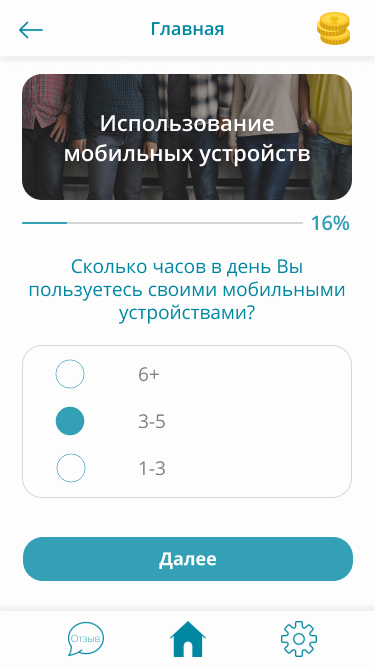 Главная
Использование
мобильных устройств
16%
Сколько часов в день Вы
пользуетесь своими мобильными
устройствами?
6+
3-5
1-3
Далее
Отзыв